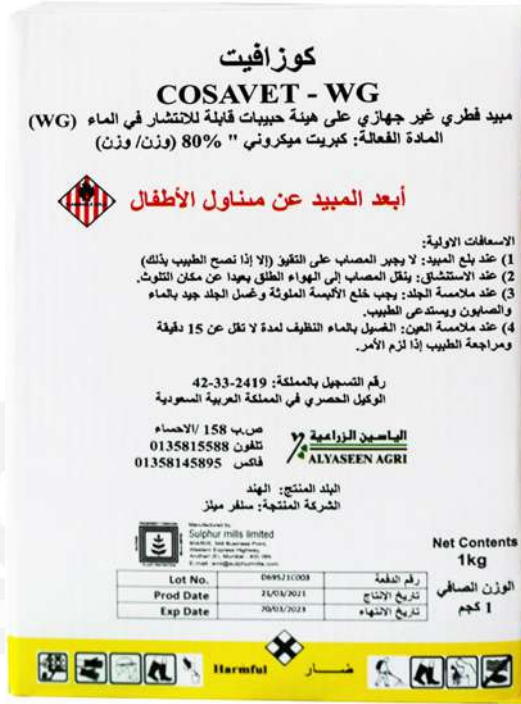 كوزافيت
COSAVET - WG
مبيد فطري غير جهازي على هيئة حبيبات قابلة للانتشار في الماء (WG)
المادة الفعالة: كبريت ميكروني " 80% (وزن/ وزن)
أبعد المبيد عن متناول الأطفال
الاسعافات الاولية:
1) عند بلع المبيد: لا يجبر المصاب على التقيؤ (إلا إذا نصح الطبيب بذلك)
2) عند الاستنشاق: ينقل المصاب إلى الهواء الطلق بعيدا عن مكان التلوث.
3) عند ملامسة الجلد: يجب خلع الألبسة الملوثة وغسل الجلد جيد بالماء
والصابون ويستدعى الطبيب.
4) عند ملامسة العين: الغسيل بالماء النظيف لمدة لا تقل عن 15 دقيقة
ومراجعة الطبيب إذا لزم الأمر.
رقم التسجيل بالمملكة: 2419-33-42
الوكيل الحصري في المملكة العربية السعودية
الياسين الزراعية
ALYASEEN AGRI
ص.ب 158 /الاحساء
تلفون 0135815588
فاكس 01358145895
البلد المنتج: الهند
الشركة المنتجة: سلفر ميلز
Manufactured by
Sulphur mills limited
Net Contents
1kg
الوزن الصافي
1 كجم
Lot No. D69521C003 رقم الدفعة
Prod Date 21/03/2021 تاريخ الانتاج
Exp Date 20/03/2023 تاريخ الانتهاء
Harmful ضار